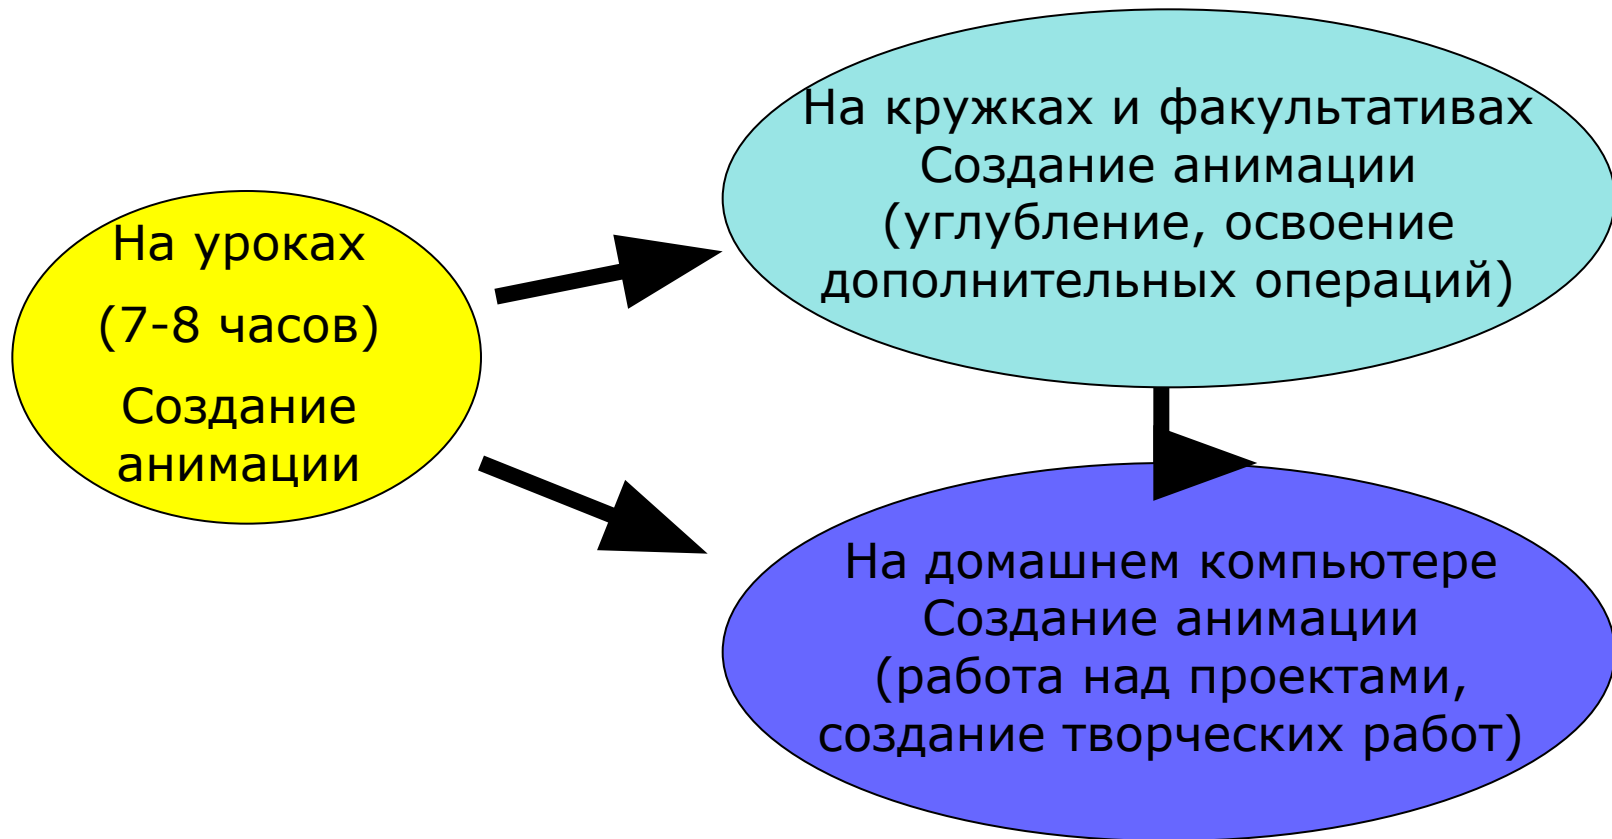 На уроках
(7-8 часов)
Создание
анимации
На кружках и факультативах
Создание анимации
(углубление, освоение
дополнительных операций)
На домашнем компьютере
Создание анимации
(работа над проектами,
создание творческих работ)